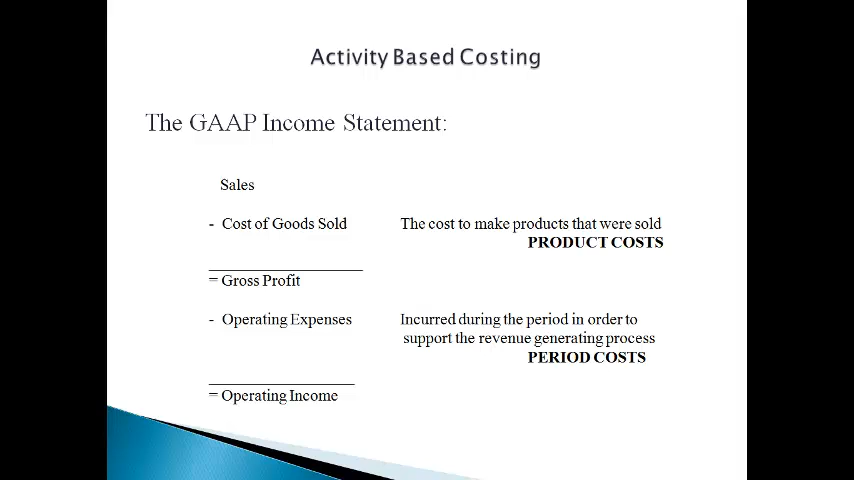 Activity Based Costing
The GAAP Income Statement:
Sales
- Cost of Goods Sold The cost to make products that were sold
PRODUCT COSTS
= Gross Profit
- Operating Expenses Incurred during the period in order to
support the revenue generating process
PERIOD COSTS
= Operating Income